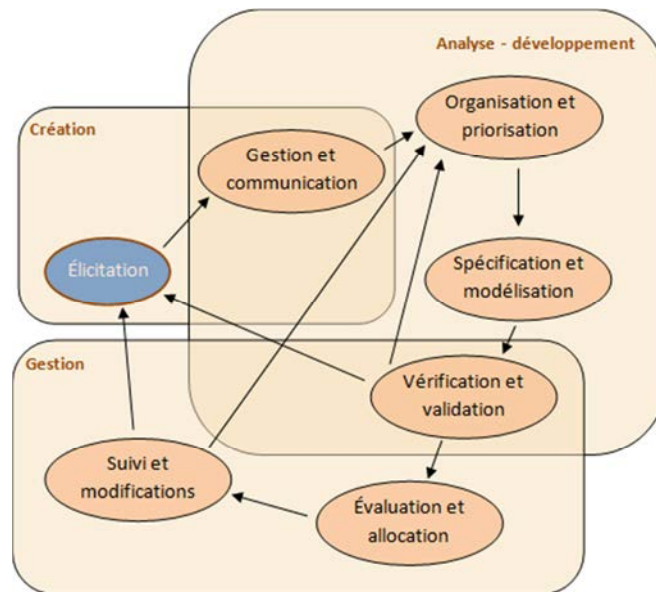 Analyse - développement
Organisation et
priorisation
Création
Gestion et
communication
Élicitation
Spécification et
modélisation
Gestion
Vérification et
validation
Suivi et
modifications
Évaluation et
allocation